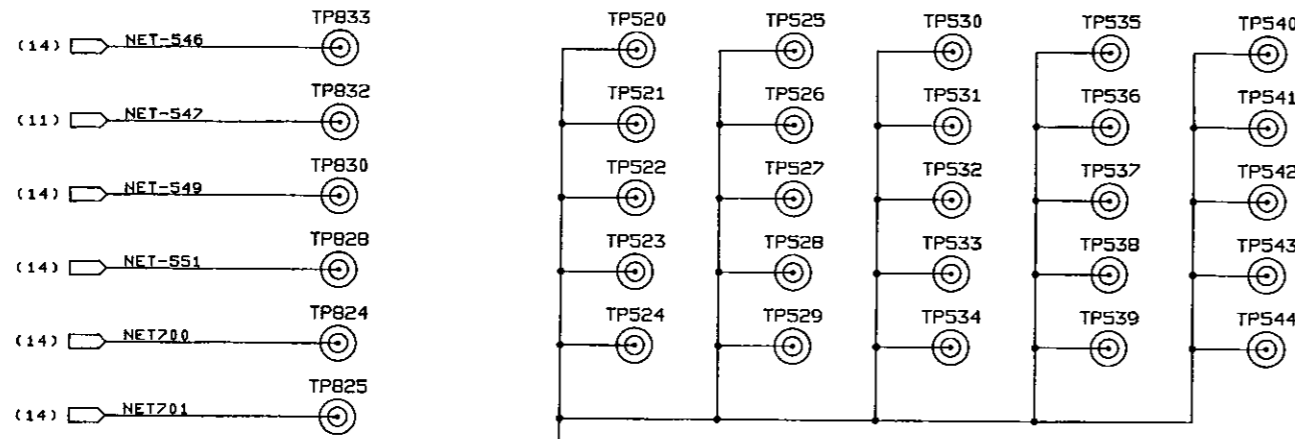 TP833 TP520 TP525 TP530 TP535 TP540
(14) NET-546
TP832 TP521 TP526 TP531 TP536 TP541
(11) NET-547
TP830 TP522 TP527 TP532 TP537 TP542
(14) NET-549
TP828 TP523 TP528 TP533 TP538 TP543
(14) NET-551
TP824 TP524 TP529 TP534 TP539 TP544
(14) NET700
TP825
(14) NET701